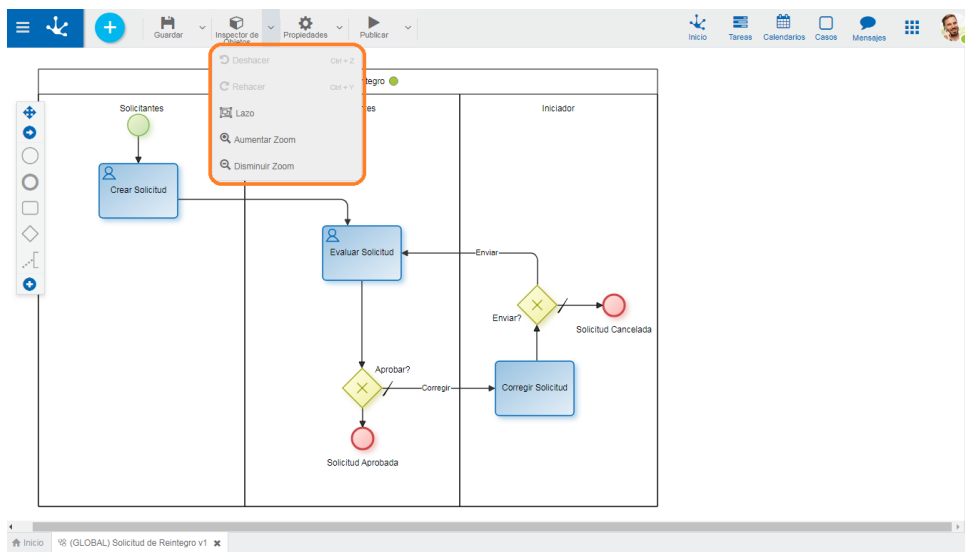 Guardar
Inspector de
Objetos
Propiedades
Publicar
Inicio
Tareas
Calendarios
Casos
Mensajes
Deshacer Ctrl + Z
Rehacer Ctrl + Y
Lazo
Aumentar Zoom
Disminuir Zoom
Solicitantes
Iniciador
Crear Solicitud
Evaluar Solicitud
Enviar
Enviar?
Solicitud Cancelada
Aprobar?
Corregir
Corregir Solicitud
Solicitud Aprobada
Inicio
(GLOBAL) Solicitud de Reintegro v1